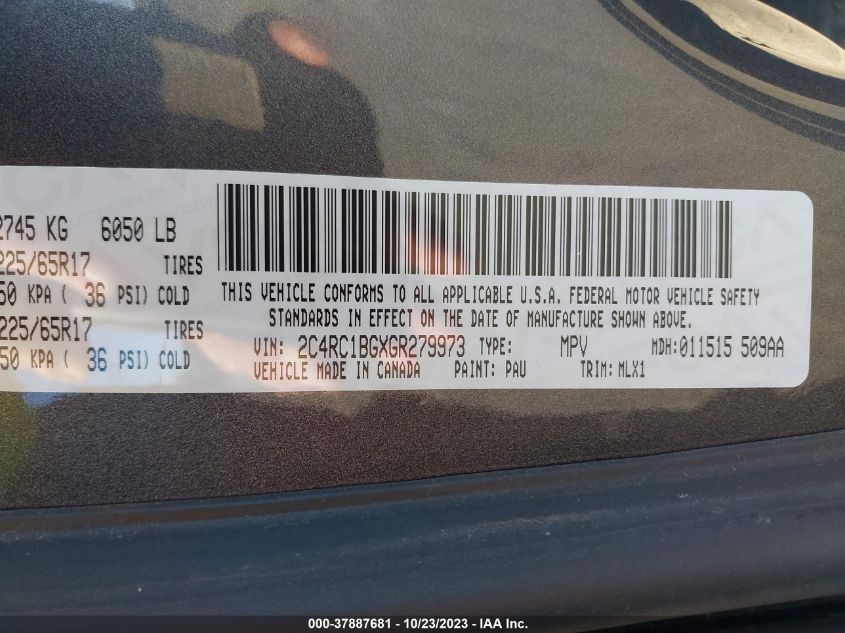 2745 KG 6050 LB
225/65R17 TIRES
50 KPA ( 36 PSI) COLD
225/65R17 TIRES
50 KPA ( 36 PSI) COLD
THIS VEHICLE CONFORMS TO ALL APPLICABLE U.S.A. FEDERAL MOTOR VEHICLE SAFETY
STANDARDS IN EFFECT ON THE DATE OF MANUFACTURE SHOWN ABOVE.
VIN: 2C4RC1BGXGR279973 TYPE: MPV MDH:011515 509AA
VEHICLE MADE IN CANADA PAINT: PAU TRIM: MLX1
000-37887681 - 10/23/2023 - IAA Inc.